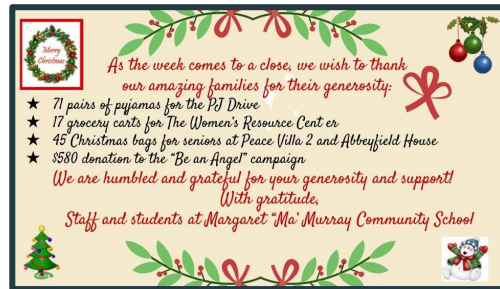 Merry
Christmas
As the week comes to a close, we wish to thank
our amazing families for their generosity:
★ 71 pairs of pyjamas for the PJ Drive
★ 17 grocery carts for The Women's Resource Cent er
★ 45 Christmas bags for seniors at Peace Villa 2 and Abbeyfield House
★ $580 donation to the "Be an Angel" campaign
We are humbled and grateful for your generosity and support!
With gratitude,
Staff and students at Margaret "Ma' Murray Community School